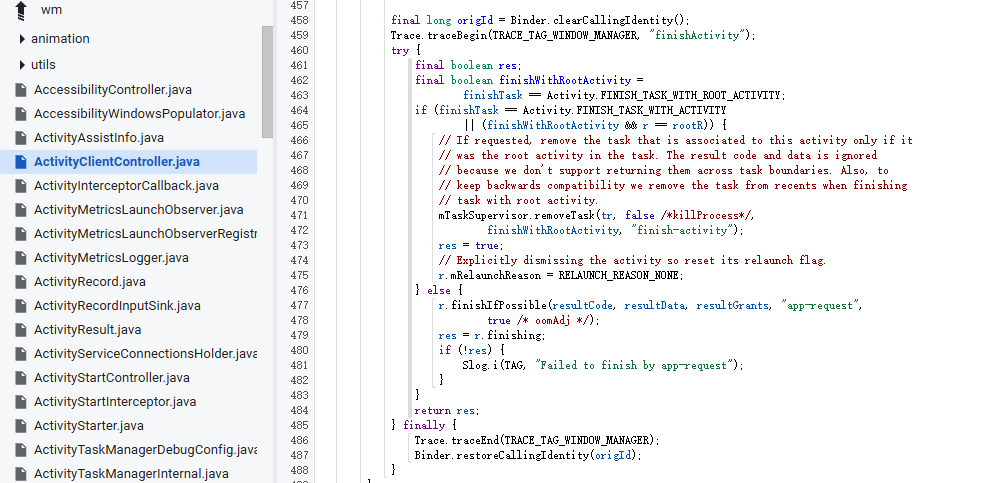 wm
animation
utils
AccessibilityController.java
AccessibilityWindowsPopulator.java
ActivityAssistInfo.java
ActivityClientController.java
ActivityInterceptorCallback.java
ActivityMetricsLaunchObserver.java
ActivityMetricsLaunchObserverRegistr
ActivityMetricsLogger.java
ActivityRecord.java
ActivityRecordInputSink.java
ActivityResult.java
ActivityServiceConnectionsHolder.java
ActivityStartController.java
ActivityStartInterceptor.java
ActivityStarter.java
ActivityTaskManagerDebugConfig.java
ActivityTaskManagerInternal.java
457
458 final long origId = Binder.clearCallingIdentity();
459 Trace.traceBegin(TRACE_TAG_WINDOW_MANAGER, "finishActivity");
460 try {
461 final boolean res;
462 final boolean finishWithRootActivity =
463 finishTask == Activity.FINISH_TASK_WITH_ROOT_ACTIVITY;
464 if (finishTask == Activity.FINISH_TASK_WITH_ACTIVITY
465 || (finishWithRootActivity && r == rootR)) {
466 // If requested, remove the task that is associated to this activity only if it
467 // was the root activity in the task. The result code and data is ignored
468 // because we don't support returning them across task boundaries. Also, to
469 // keep backwards compatibility we remove the task from recents when finishing
470 // task with root activity.
471 mTaskSupervisor.removeTask(tr, false /*killProcess*/,
472 finishWithRootActivity, "finish-activity");
473 res = true;
474 // Explicitly dismissing the activity so reset its relaunch flag.
475 r.mRelaunchReason = RELAUNCH_REASON_NONE;
476 } else {
477 r.finishIfPossible(resultCode, resultData, resultGrants, "app-request",
478 true /* oomAdj */);
479 res = r.finishing;
480 if (!res) {
481 Slog.i(TAG, "Failed to finish by app-request");
482 }
483 }
484 return res;
485 } finally {
486 Trace.traceEnd(TRACE_TAG_WINDOW_MANAGER);
487 Binder.restoreCallingIdentity(origId);
488 }